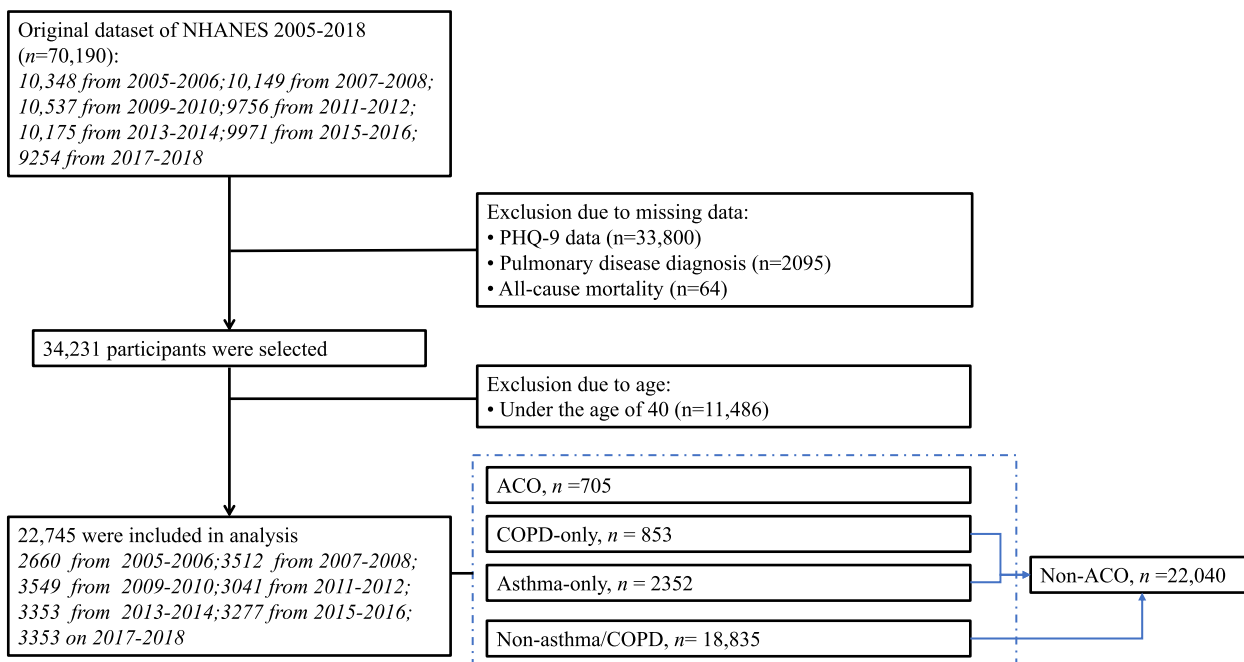 Original dataset of NHANES 2005-2018
(n=70,190):
10,348 from 2005-2006;10,149 from 2007-2008;
10,537 from 2009-2010;9756 from 2011-2012;
10,175 from 2013-2014;9971 from 2015-2016;
9254 from 2017-2018
Exclusion due to missing data:
• PHQ-9 data (n=33,800)
• Pulmonary disease diagnosis (n=2095)
• All-cause mortality (n=64)
34,231 participants were selected
Exclusion due to age:
• Under the age of 40 (n=11,486)
22,745 were included in analysis
2660 from 2005-2006;3512 from 2007-2008;
3549 from 2009-2010;3041 from 2011-2012;
3353 from 2013-2014;3277 from 2015-2016;
3353 on 2017-2018
ACO, n =705
COPD-only, n = 853
Asthma-only, n = 2352
Non-asthma/COPD, n= 18,835
Non-ACO, n =22,040